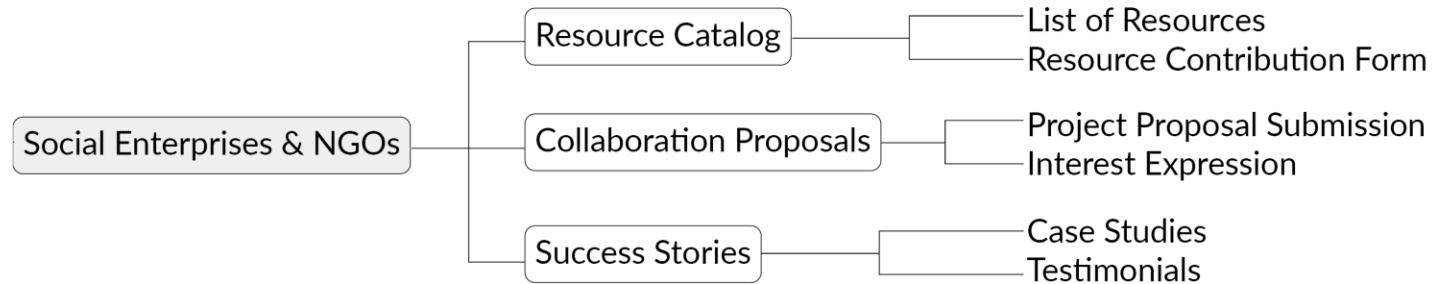 Social Enterprises & NGOs
Resource Catalog
List of Resources
Resource Contribution Form
Collaboration Proposals
Project Proposal Submission
Interest Expression
Success Stories
Case Studies
Testimonials